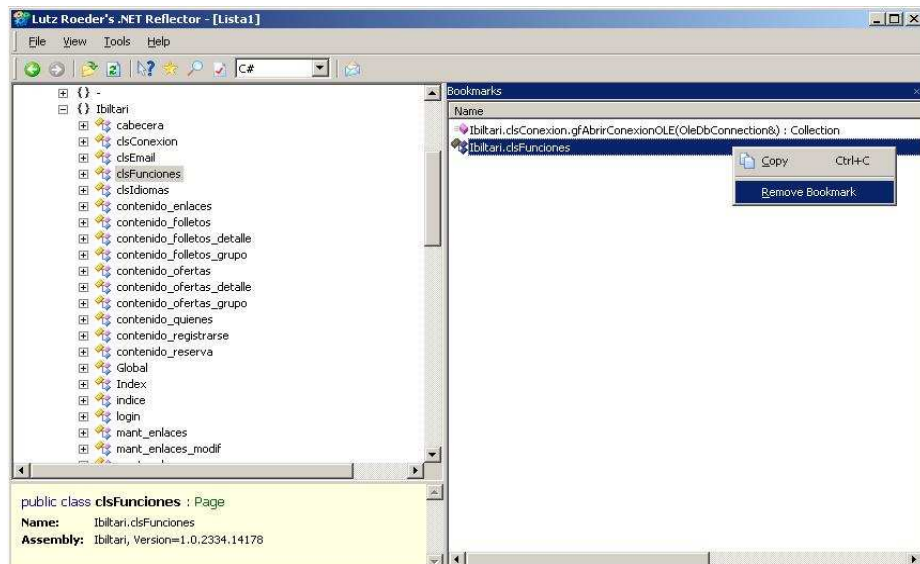 Lutz Roeder's .NET Reflector - [Lista1]
File View Tools Help
C#
{} -
{} Ibiltari
cabecera
clsConexion
clsEmail
clsFunciones
clsIdiomas
contenido_enlaces
contenido_folletos
contenido_folletos_detalle
contenido_folletos_grupo
contenido_ofertas
contenido_ofertas_detalle
contenido_ofertas_grupo
contenido_quienes
contenido_registrarse
contenido_reserva
Global
Index
indice
login
mant_enlaces
mant_enlaces_modif
public class clsFunciones : Page
Name: Ibiltari.clsFunciones
Assembly: Ibiltari, Version=1.0.2334.14178
Bookmarks
Name
Ibiltari.clsConexion.gfAbrirConexionOLE(OleDbConnection&) : Collection
Ibiltari.clsFunciones
Copy Ctrl+C
Remove Bookmark